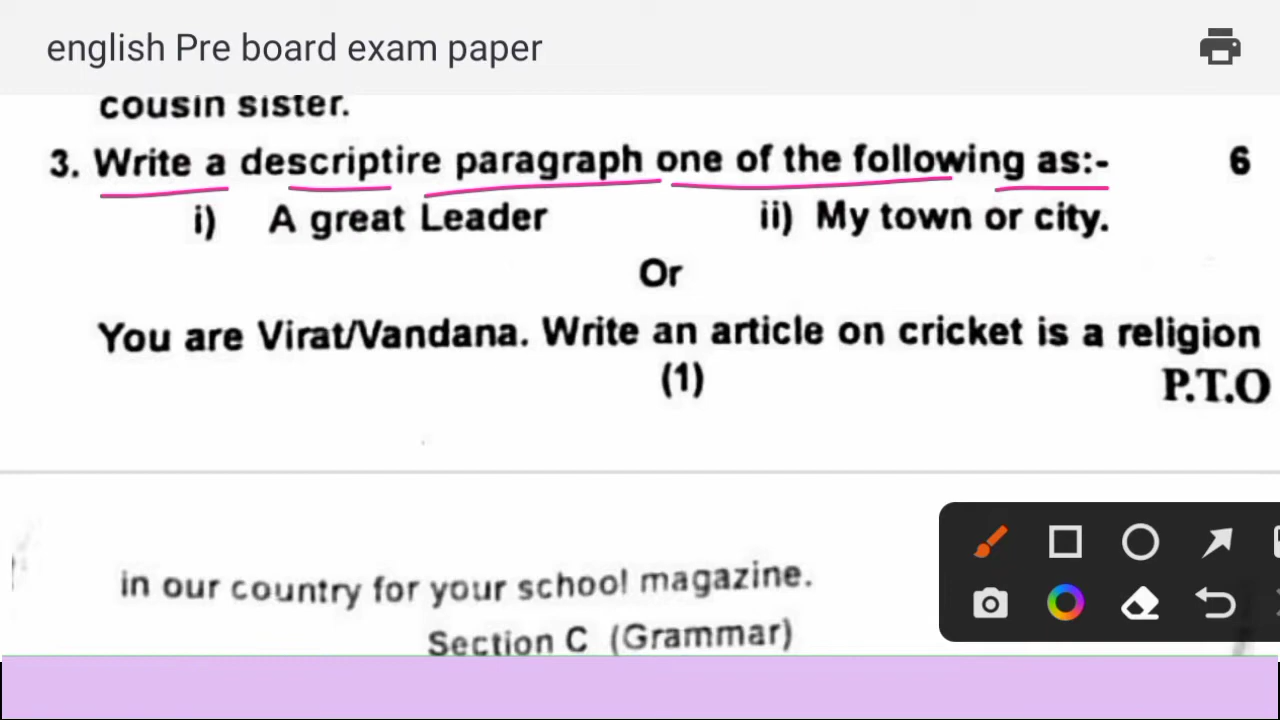 english Pre board exam paper
cousin sister.
3. Write a descriptire paragraph one of the following as:- 6
i) A great Leader ii) My town or city.
Or
You are Virat/Vandana. Write an article on cricket is a religion
(1)
P.T.O
in our country for your school magazine.
Section C (Grammar)